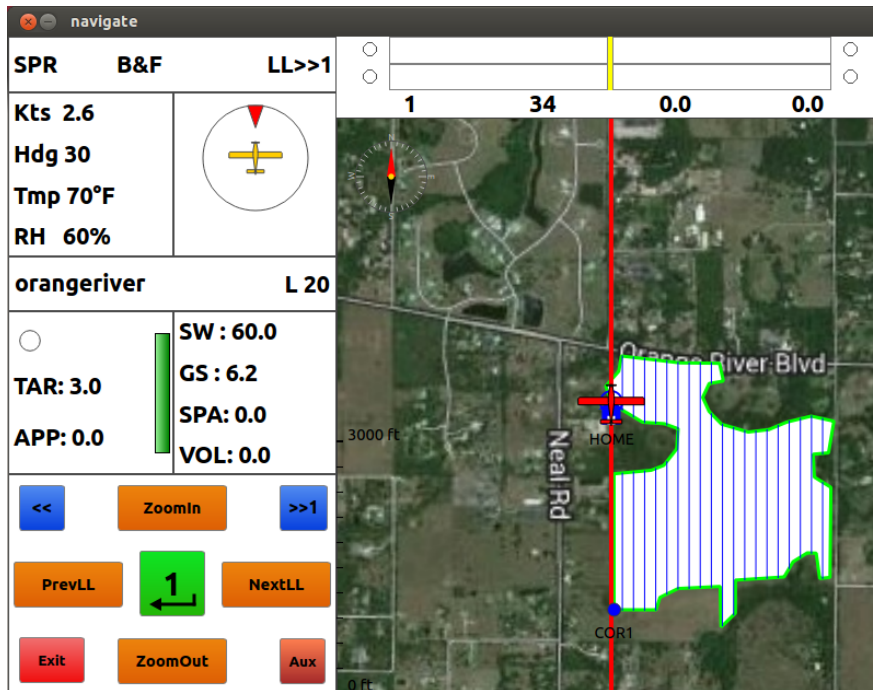 navigate
SPR B&F LL>>1
1 34 0.0 0.0
Kts 2.6
Hdg 30
Tmp 70°F
RH 60%
orangeriver L 20
SW : 60.0
GS : 6.2
TAR: 3.0
SPA: 0.0
APP: 0.0
VOL: 0.0
<< ZoomIn >>1
PrevLL 1 NextLL
Exit ZoomOut Aux
N
E
S
W
Orange River Blvd
HOME
3000 ft
Neal Rd
COR1
0 ft